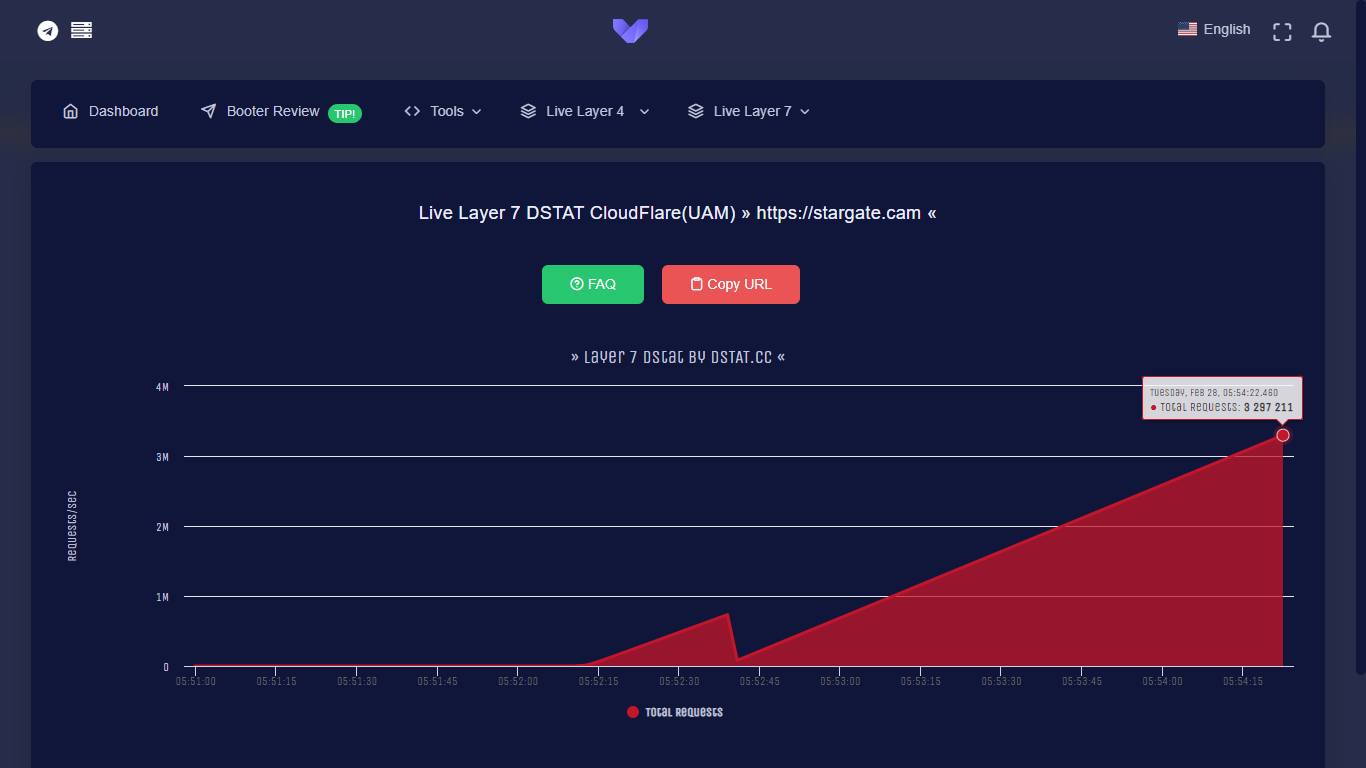 English
Dashboard
Booter Review TIP!
Tools
Live Layer 4
Live Layer 7
Live Layer 7 DSTAT CloudFlare(UAM) » https://stargate.cam «
FAQ
Copy URL
» Layer 7 Dstat BY DSTAT.CC «
Tuesday, Feb 28, 05:54:22.460
Total Requests: 3 297 211
4M
3M
2M
1M
0
Requests/sec
05:51:00 05:51:15 05:51:30 05:51:45 05:52:00 05:52:15 05:52:30 05:52:45 05:53:00 05:53:15 05:53:30 05:53:45 05:54:00 05:54:15
Total Requests